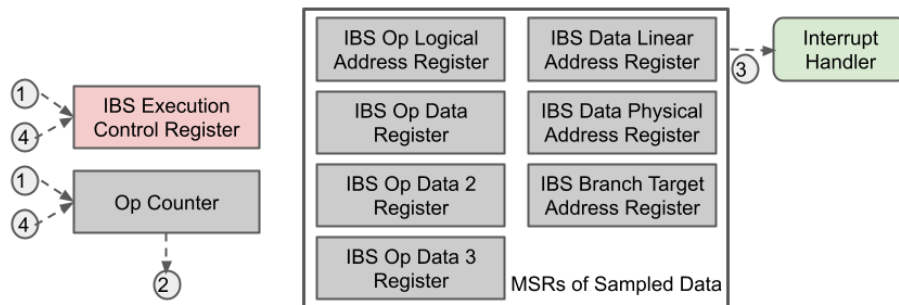 1
4
IBS Execution
Control Register
1
4
Op Counter
2
IBS Op Logical
Address Register
IBS Op Data
Register
IBS Op Data 2
Register
IBS Op Data 3
Register
IBS Data Linear
Address Register
IBS Data Physical
Address Register
IBS Branch Target
Address Register
MSRs of Sampled Data
3
Interrupt
Handler